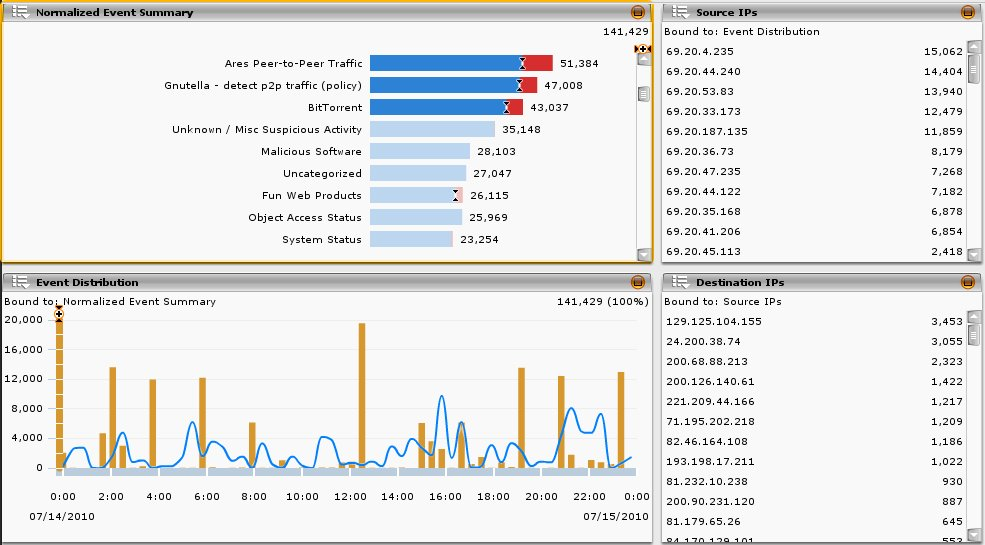 Normalized Event Summary
141,429
Ares Peer-to-Peer Traffic 51,384
Gnutella - detect p2p traffic (policy) 47,008
BitTorrent 43,037
Unknown / Misc Suspicious Activity 35,148
Malicious Software 28,103
Uncategorized 27,047
Fun Web Products 26,115
Object Access Status 25,969
System Status 23,254
Source IPs
Bound to: Event Distribution
69.20.4.235 15,062
69.20.44.240 14,404
69.20.53.83 13,940
69.20.33.173 12,479
69.20.187.135 11,859
69.20.36.73 8,179
69.20.47.235 7,268
69.20.44.122 7,182
69.20.35.168 6,878
69.20.41.206 6,854
69.20.45.113 2,418
Event Distribution
Bound to: Normalized Event Summary 141,429 (100%)
20,000
16,000
12,000
8,000
4,000
0
0:00 2:00 4:00 6:00 8:00 10:00 12:00 14:00 16:00 18:00 20:00 22:00 0:00
07/14/2010 07/15/2010
Destination IPs
Bound to: Source IPs
129.125.104.155 3,453
24.200.38.74 3,055
200.68.88.213 2,323
200.126.140.61 1,422
221.209.44.166 1,217
71.195.202.218 1,209
82.46.164.108 1,186
193.198.17.211 1,022
81.232.10.238 930
200.90.231.120 887
81.179.65.26 645
84.170.129.101 553